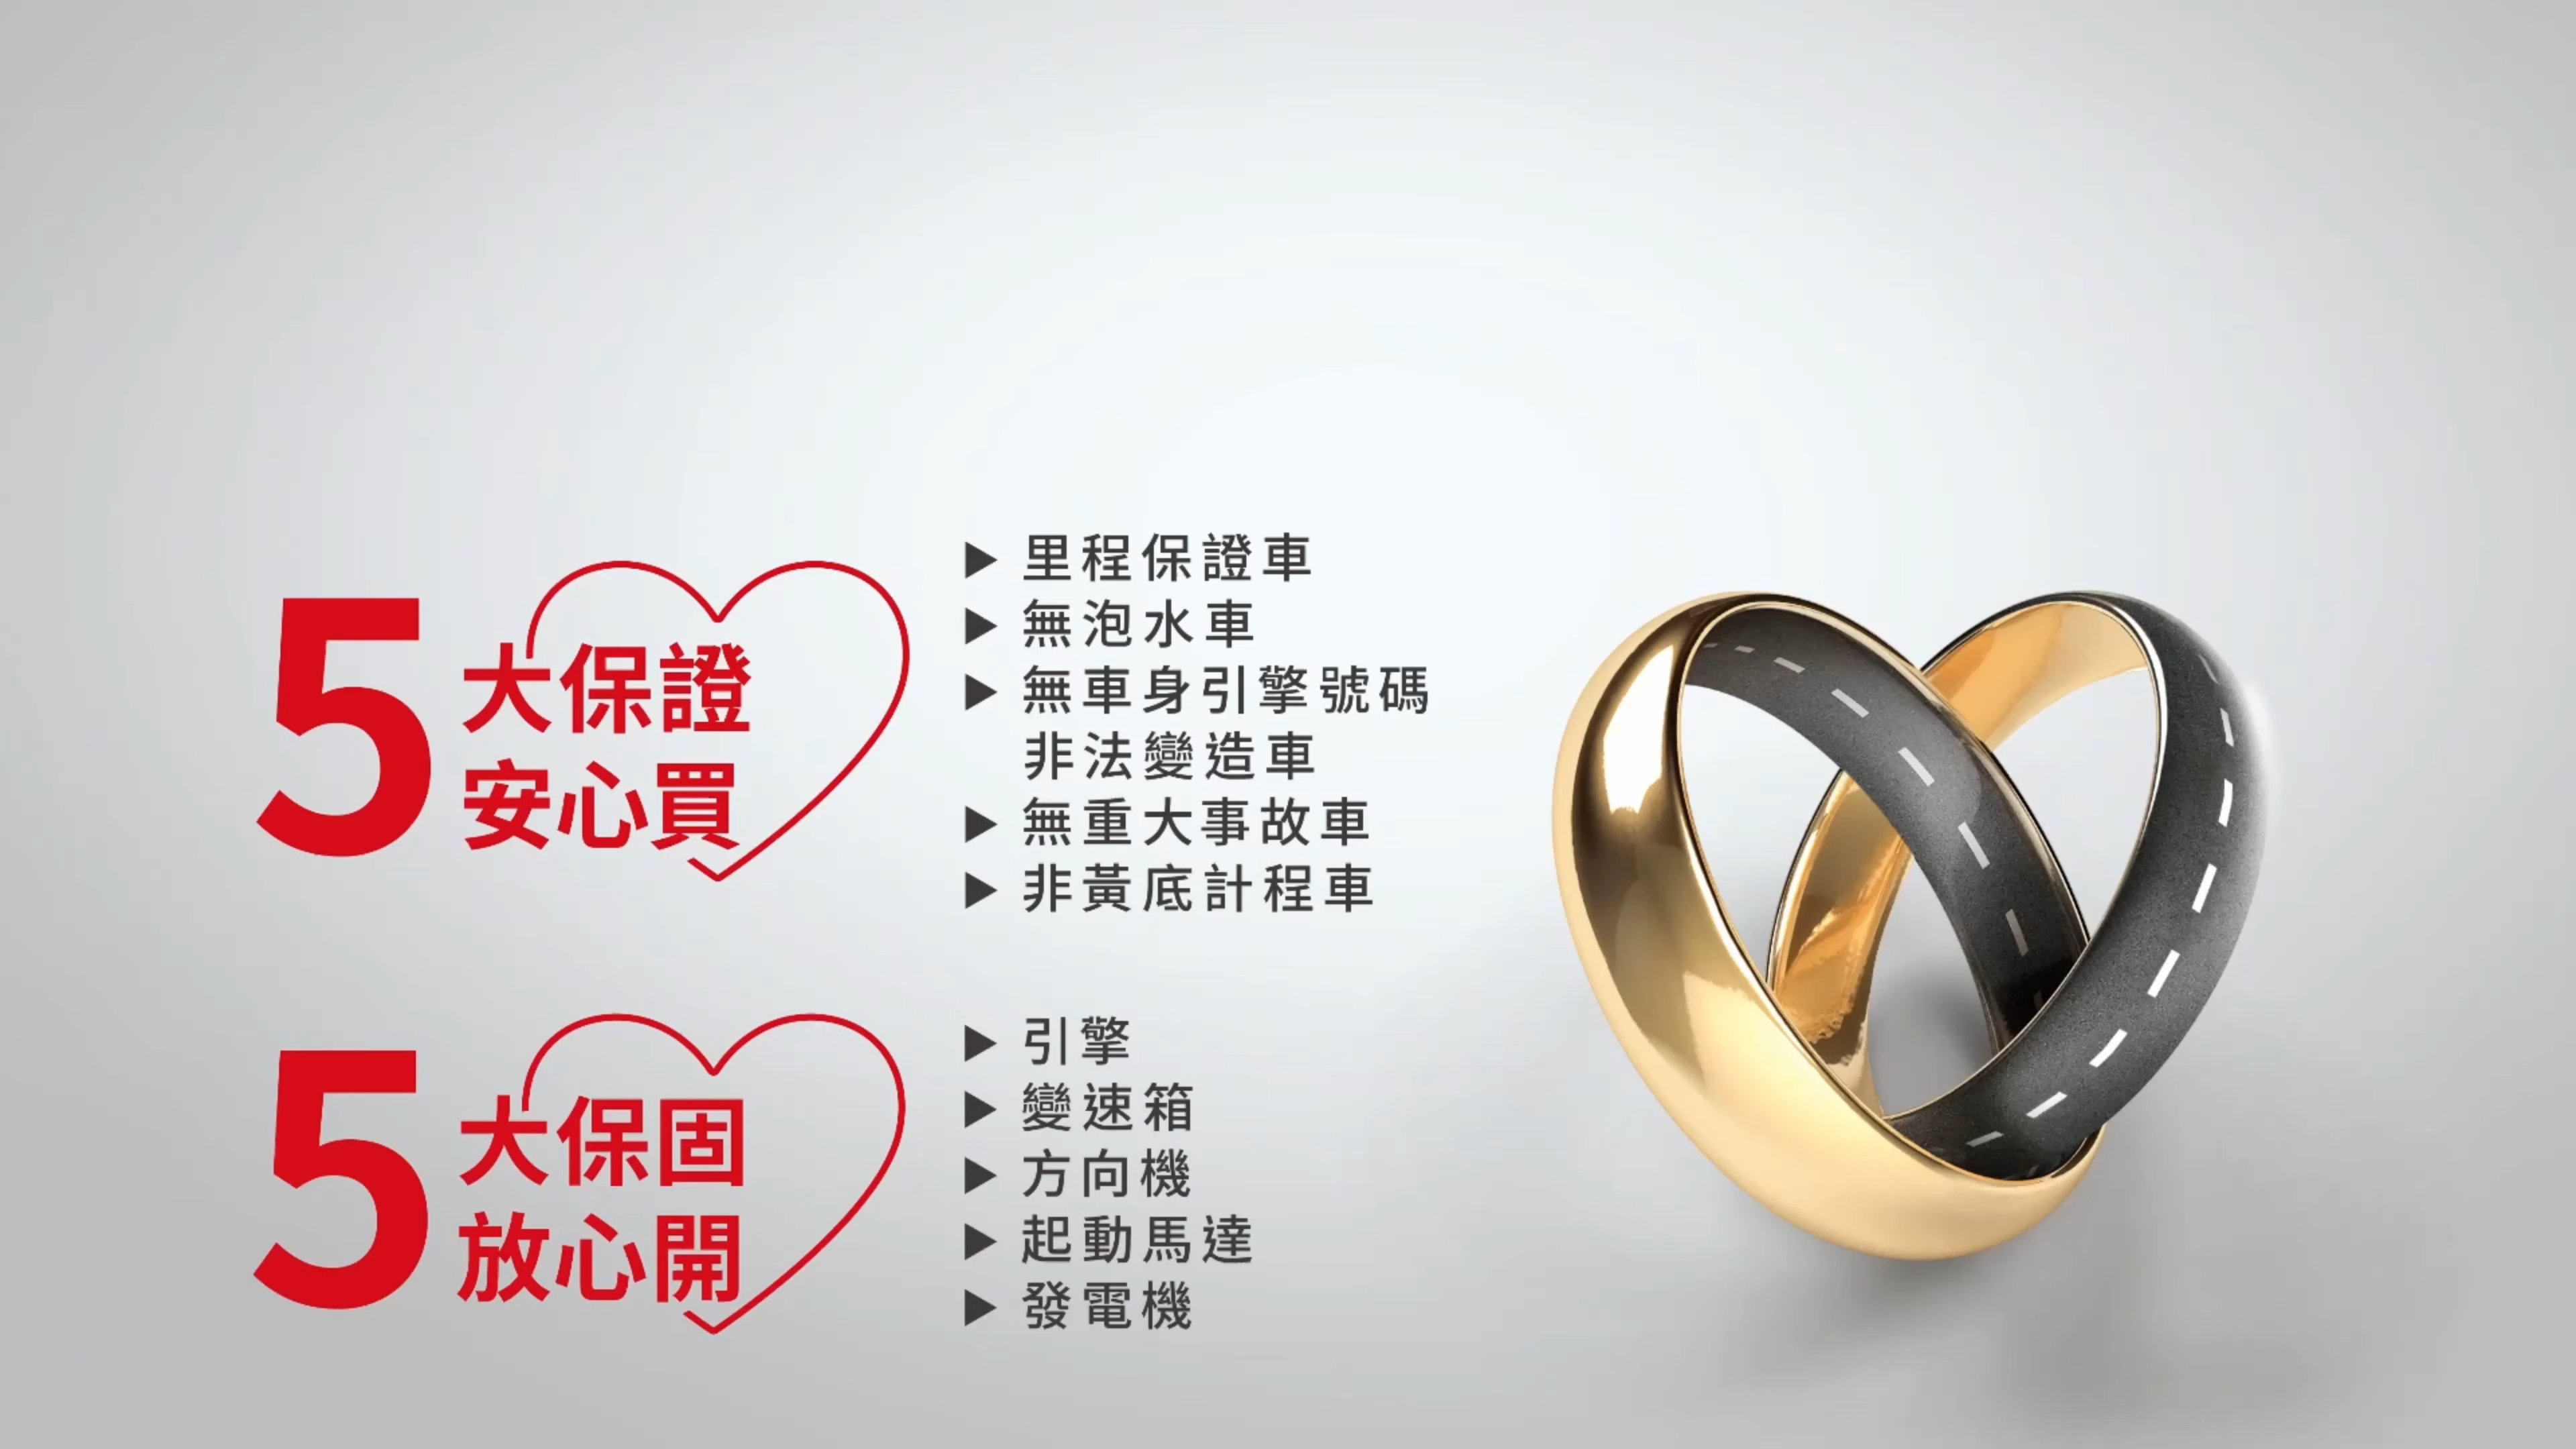 5大保證
安心買
▶ 里程保證車
▶ 無泡水車
▶ 無車身引擎號碼
非法變造車
▶ 無重大事故車
▶ 非黃底計程車
5大保固
放心開
▶ 引擎
▶ 變速箱
▶ 方向機
▶ 起動馬達
▶ 發電機